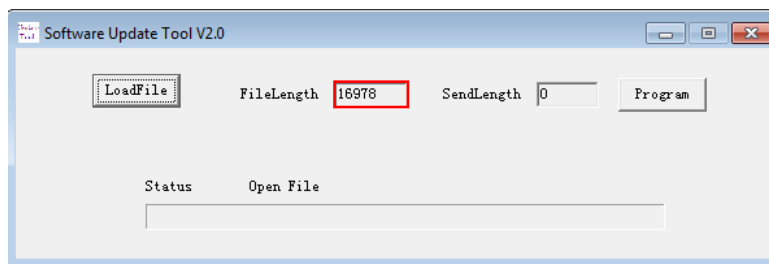 Software Update Tool V2.0
LoadFile FileLength 16978 SendLength 0 Program
Status Open File